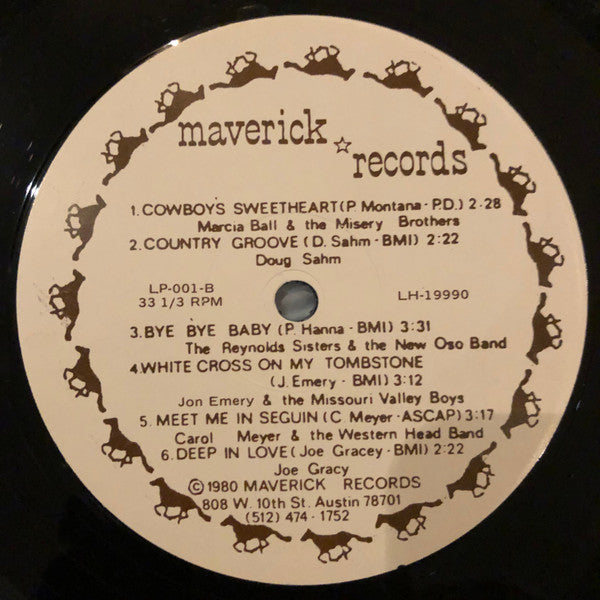 maverick ☆ records
1. COWBOYS SWEETHEART (P. Montana - P.D.) 2:28
Marcia Ball & the Misery Brothers
2. COUNTRY GROOVE (D. Sahm - BMI) 2:22
Doug Sahm
LP-001-B
33 1/3 RPM
LH-19990
3. BYE BYE BABY (P. Hanna - BMI) 3:31
The Reynolds Sisters & the New Oso Band
4. WHITE CROSS ON MY TOMBSTONE
(J. Emery - BMI) 3:12
Jon Emery & the Missouri Valley Boys
5. MEET ME IN SEGUIN (C. Meyer - ASCAP) 3:17
Carol Meyer & the Western Head Band
6. DEEP IN LOVE (Joe Gracey - BMI) 2:22
Joe Gracy
©1980 MAVERICK RECORDS
808 W. 10th St. Austin 78701
(512) 474 - 1752